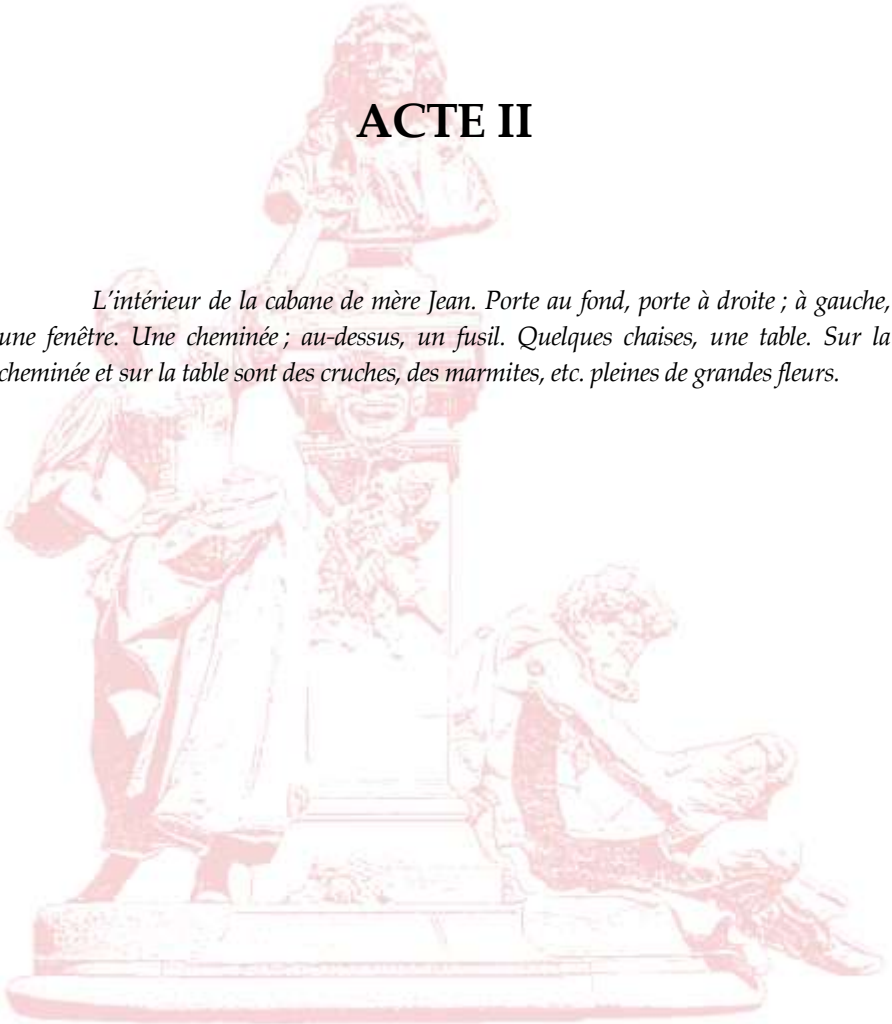 ACTE II
L’intérieur de la cabane de mère Jean. Porte au fond, porte à droite ; à gauche,
une fenêtre. Une cheminée ; au-dessus, un fusil. Quelques chaises, une table. Sur la
cheminée et sur la table sont des cruches, des marmites, etc. pleines de grandes fleurs.